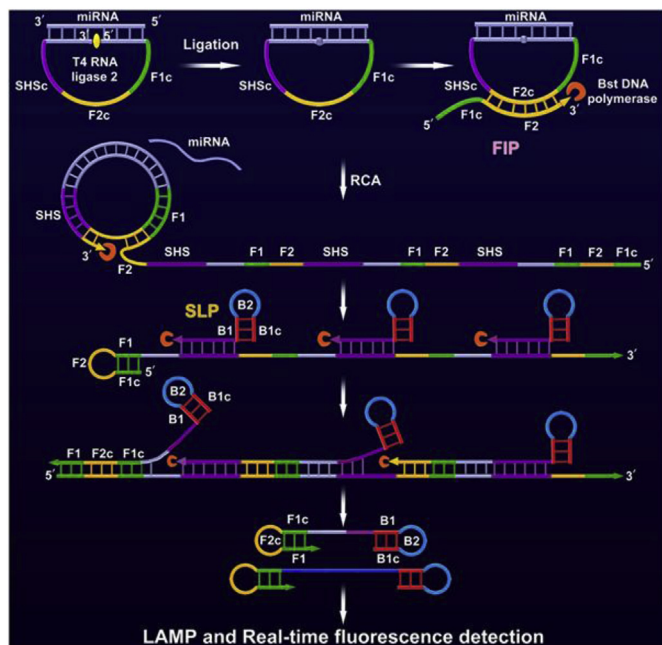 3´ miRNA 5´
3´ 5´
T4 RNA
ligase 2
SHSc
F1c
F2c
Ligation
miRNA
SHSc
F1c
F2c
miRNA
F1c
F2c
F2
3´
5´
F1c
Bst DNA
polymerase
FIP
miRNA
RCA
SHS
F1
3´
F2
SHS F1 F2 SHS F1 F2 SHS F1 F2 F1c
5´
SLP
B2
B1 B1c
F1
F2
F1c 5´
3´
B2
B1c
B1
F1 F2c F1c
5´
3´
F1c B1
F2c B2
F1 B1c
LAMP and Real-time fluorescence detection